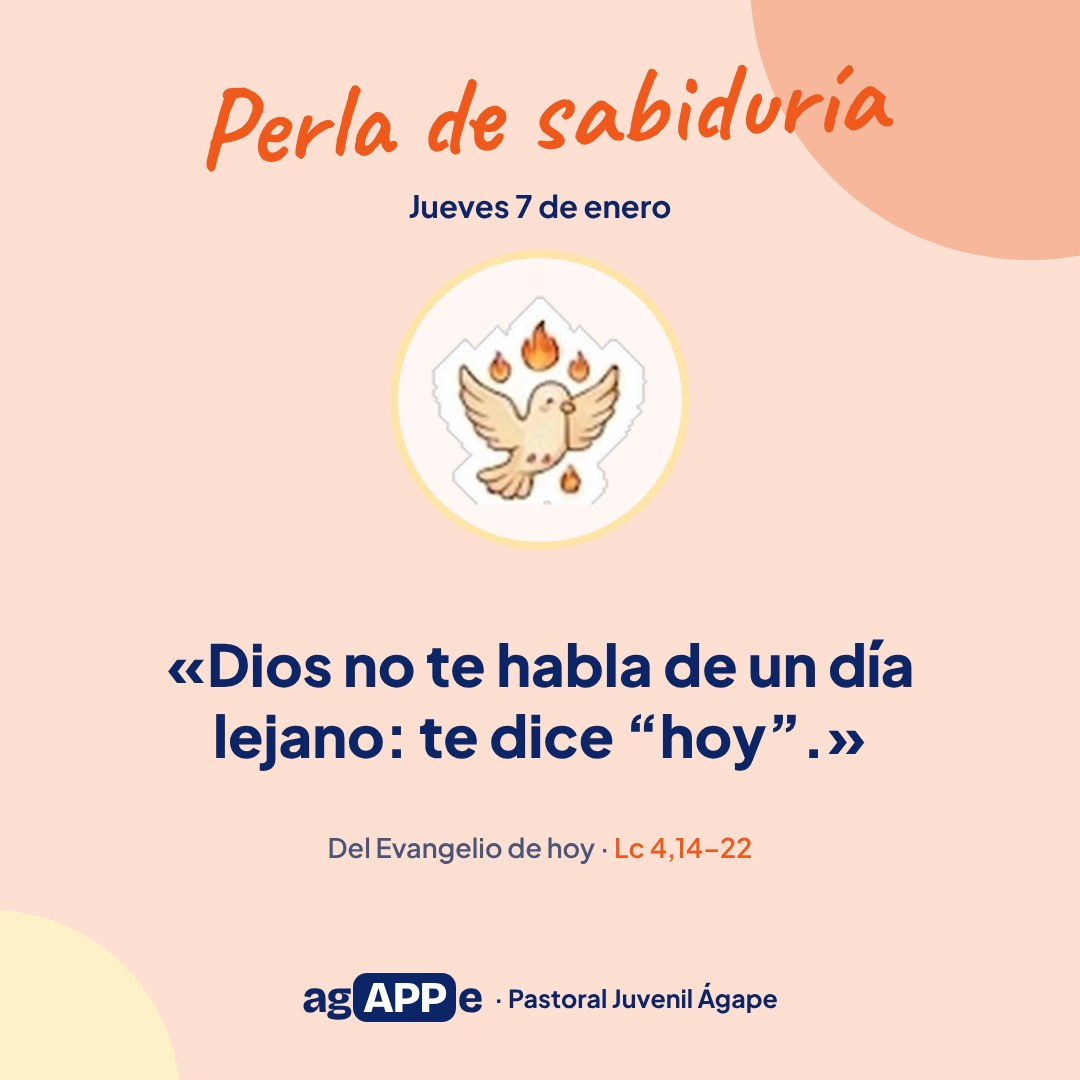 Perla de sabiduría
Jueves 7 de enero
«Dios no te habla de un día
lejano: te dice “hoy”.»
Del Evangelio de hoy · Lc 4,14–22
agAPPe · Pastoral Juvenil Ágape